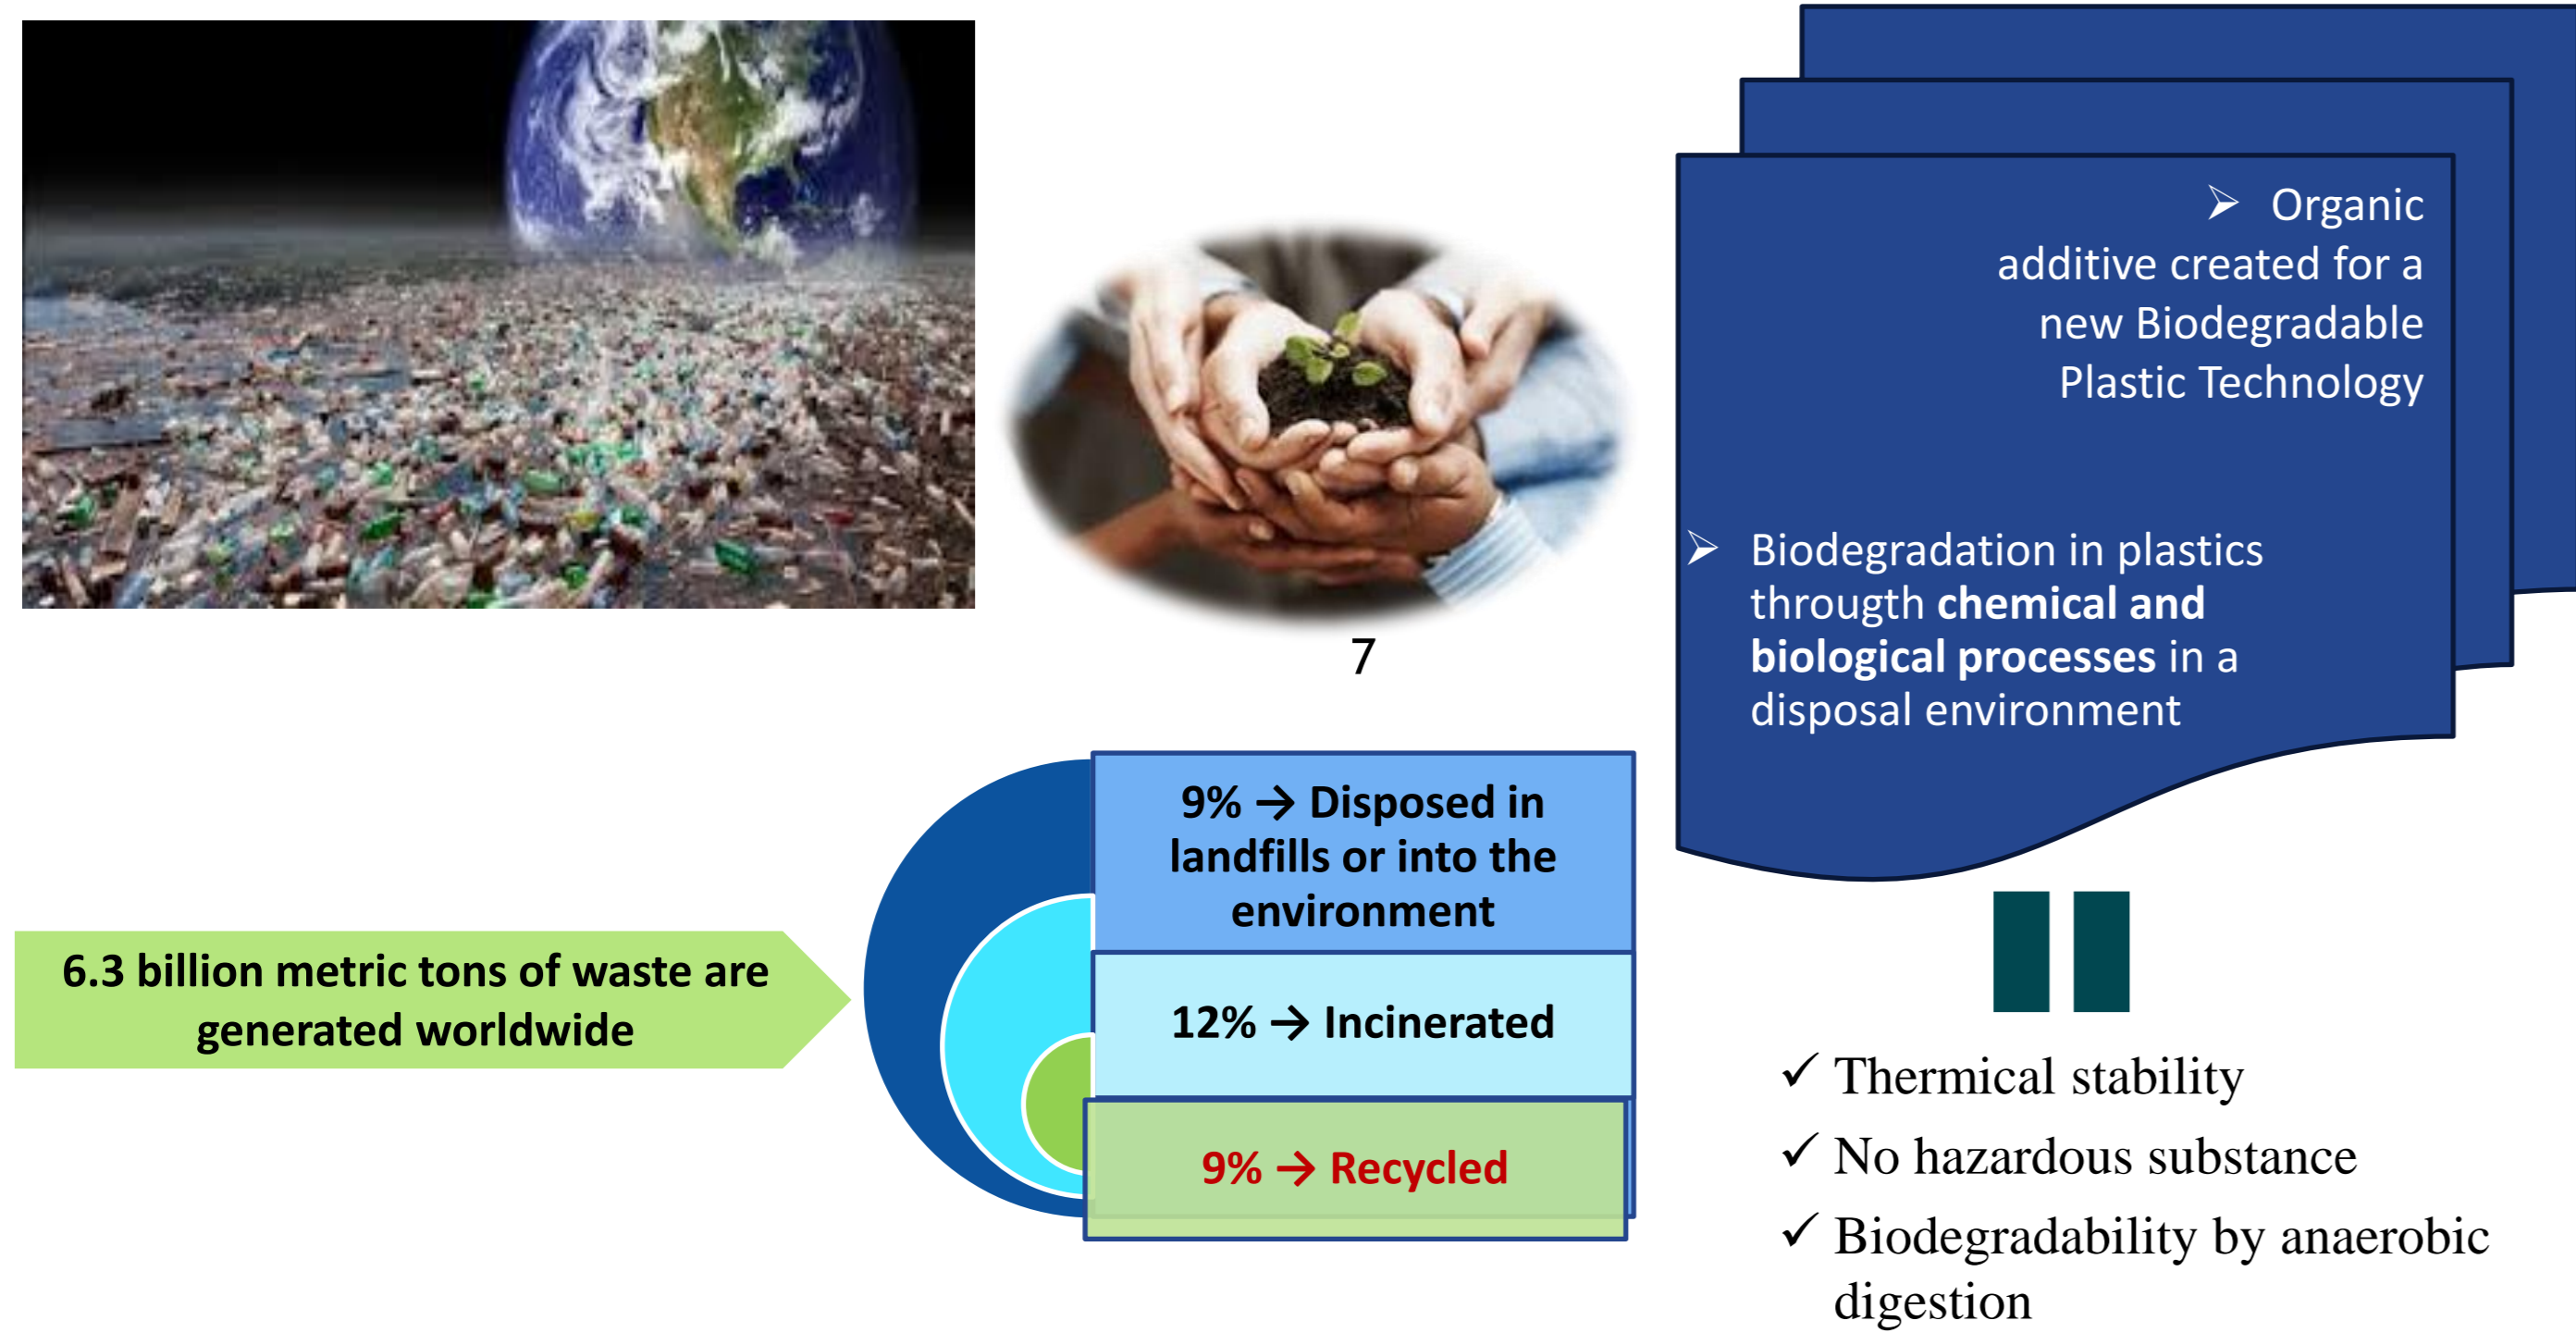 ➢ Organic
additive created for a
new Biodegradable
Plastic Technology
➢ Biodegradation in plastics
througth chemical and
biological processes in a
disposal environment
7
9% → Disposed in
landfills or into the
environment
6.3 billion metric tons of waste are
generated worldwide
12% → Incinerated
9% → Recycled
✓ Thermical stability
✓ No hazardous substance
✓ Biodegradability by anaerobic
digestion